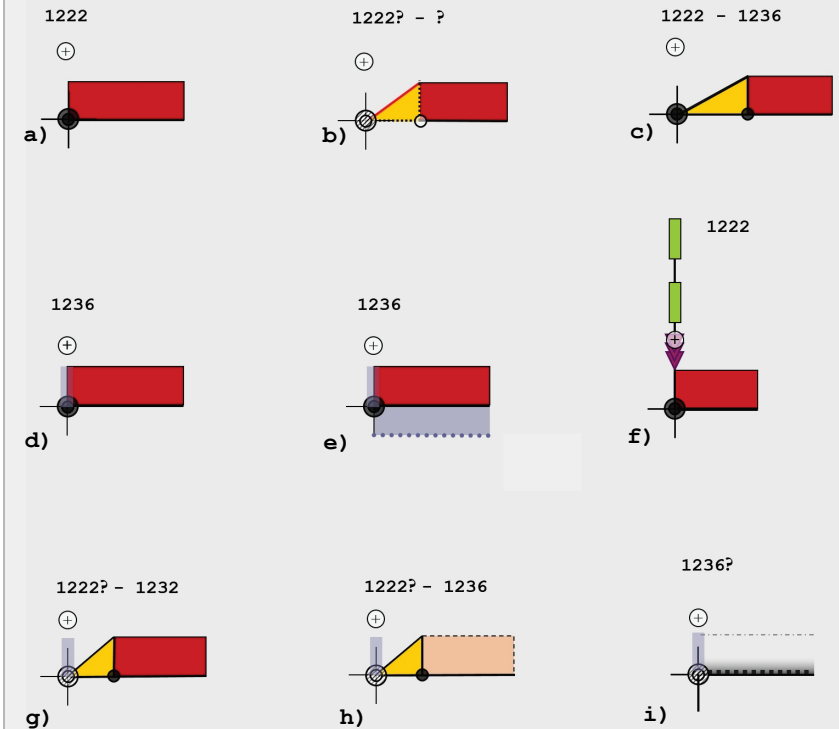 1222
1222? - ?
1222 - 1236
a)
b)
c)
1236
1236
1222
d)
e)
f)
1222? - 1232
1222? - 1236
1236?
g)
h)
i)